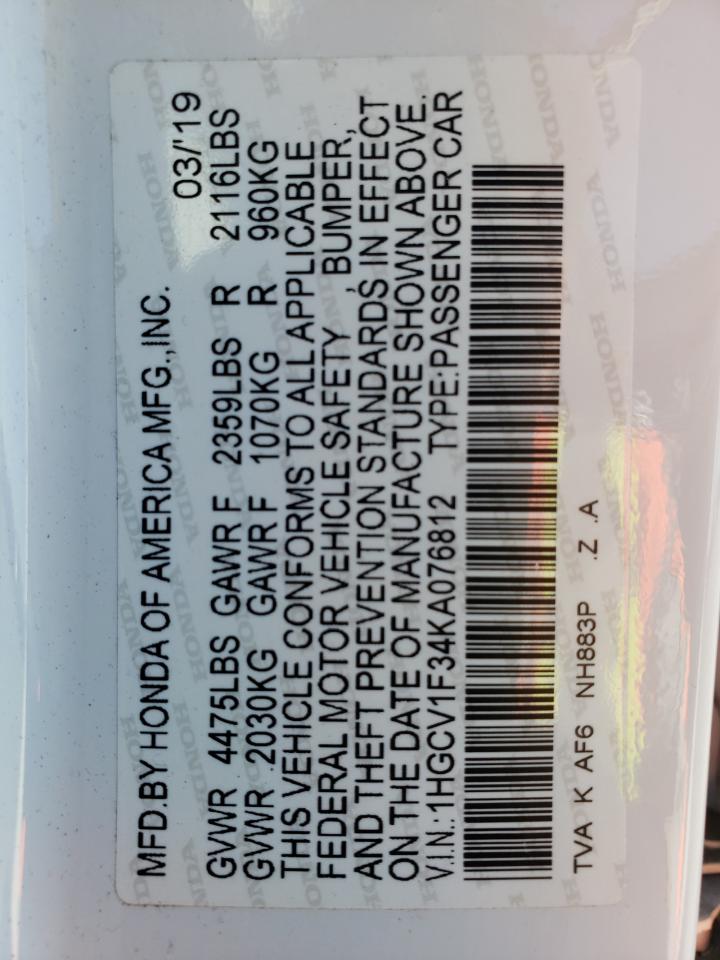 MFD.BY HONDA OF AMERICA MFG.,INC. 03/'19
GVWR 4475LBS GAWR F 2359LBS R 2116LBS
GVWR 2030KG GAWR F 1070KG R 960KG
THIS VEHICLE CONFORMS TO ALL APPLICABLE
FEDERAL MOTOR VEHICLE SAFETY , BUMPER,
AND THEFT PREVENTION STANDARDS IN EFFECT
ON THE DATE OF MANUFACTURE SHOWN ABOVE.
V.I.N.:1HGCV1F34KA076812 TYPE:PASSENGER CAR
TVA K AF6 NH883P .Z .A